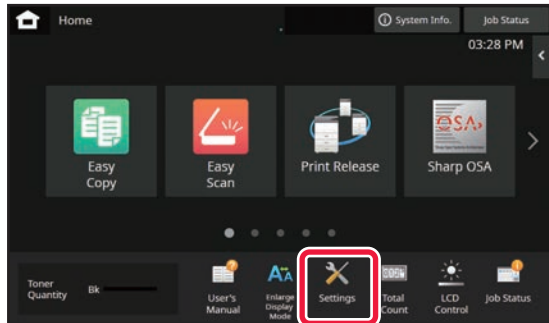 Home
System Info.
Job Status
03:28 PM
Easy
Copy
Easy
Scan
Print Release
OSA
Sharp OSA
Toner
Quantity
Bk
User's
Manual
Enlarge
Display
Mode
Settings
Total
Count
LCD
Control
Job Status